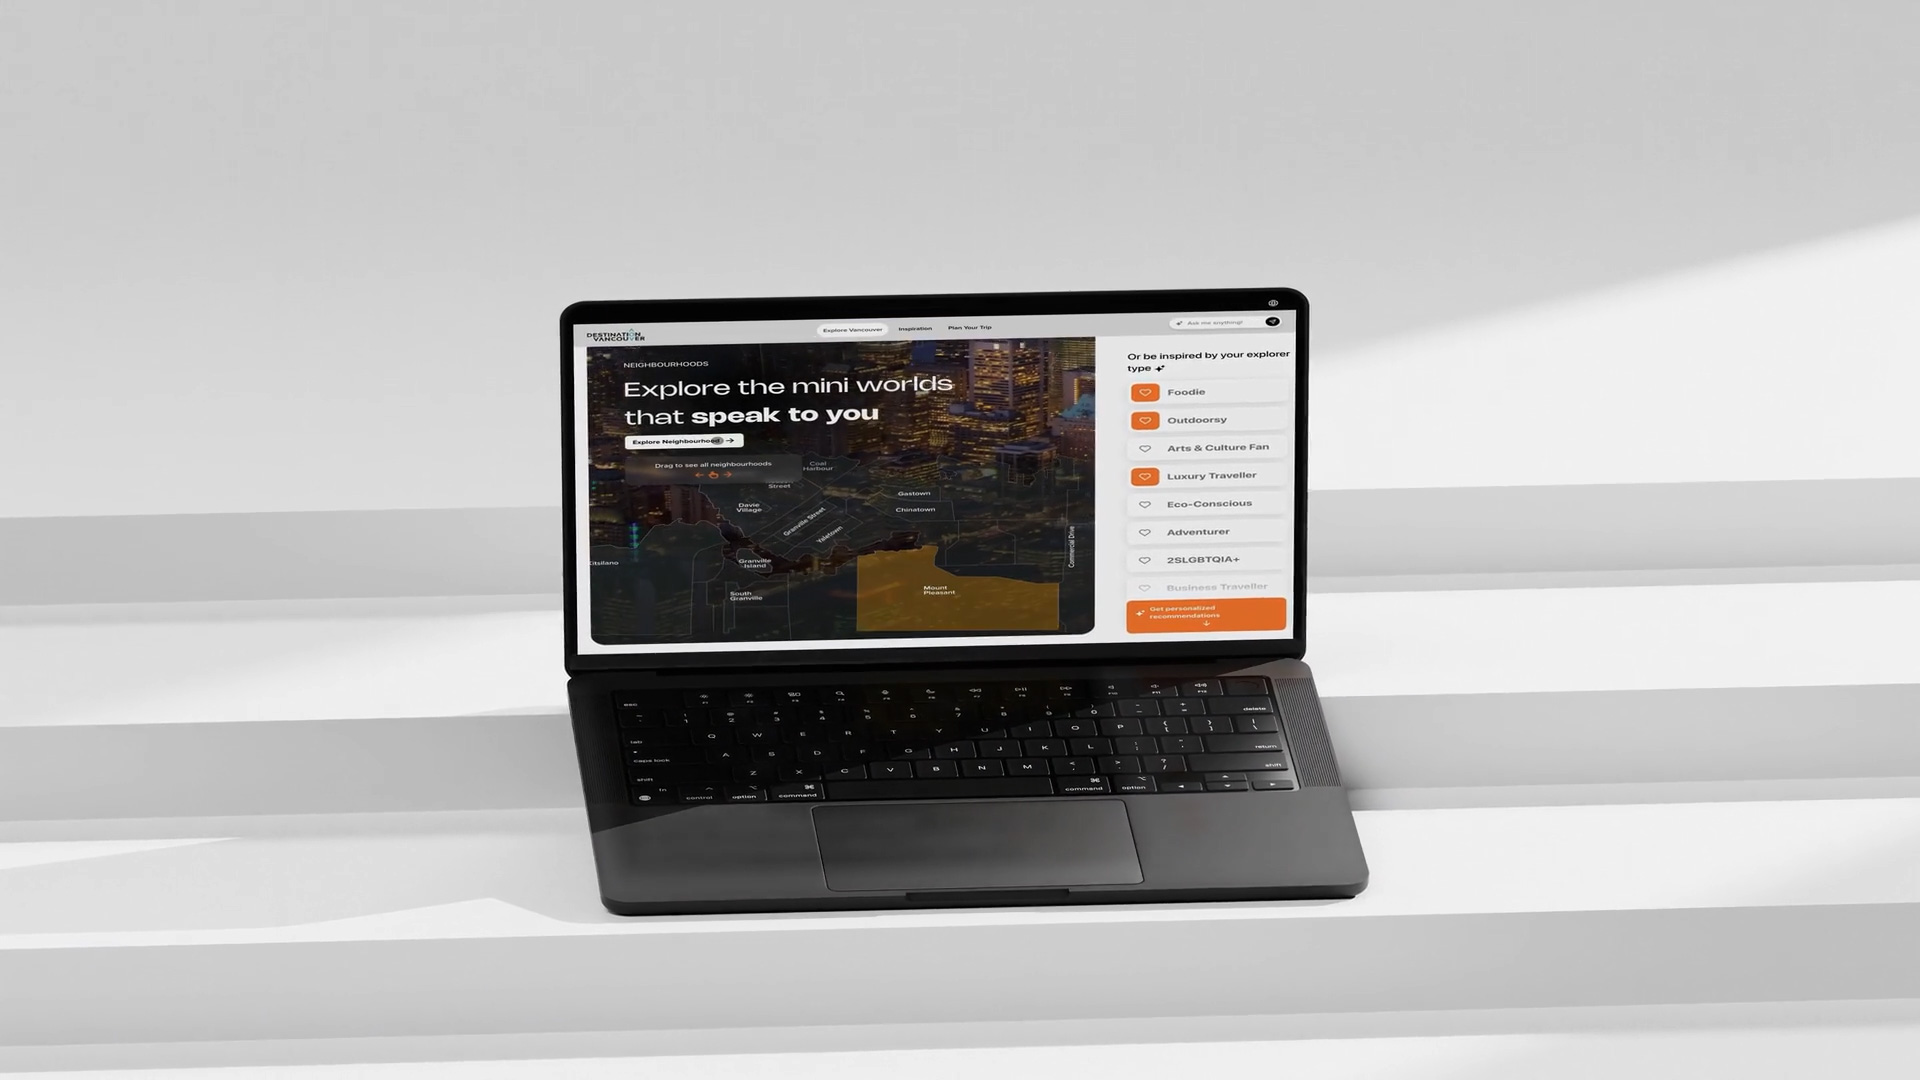 DESTINATION
VANCOUVER
Explore Vancouver
Inspiration
Plan Your Trip
Ask me anything!
NEIGHBOURHOODS
Explore the mini worlds
that speak to you
Explore Neighbourhood
Drag to see all neighbourhoods
Coal
Harbour
Street
Davie
Village
Granville Street
Yaletown
Gastown
Chinatown
Commercial Drive
Kitsilano
Granville
Island
South
Granville
Mount
Pleasant
Or be inspired by your explorer
type
Foodie
Outdoorsy
Arts & Culture Fan
Luxury Traveller
Eco-Conscious
Adventurer
2SLGBTQIA+
Business Traveller
Get personalized
recommendations
esc
delete
tab
Q W E R T Y U I O P
caps lock
A S D F G H J K L
return
shift
Z X C V B N M
shift
fn
control
option
command
command
option